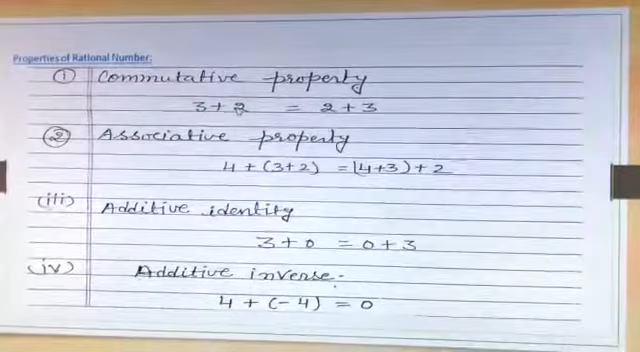 Properties of Rational Number:
① Commutative property
3+2 = 2+3
② Associative property
4+(3+2) = (4+3)+2
(iii) Additive identity
3+0 = 0+3
(iv) Additive inverse:-
4+(-4) = 0